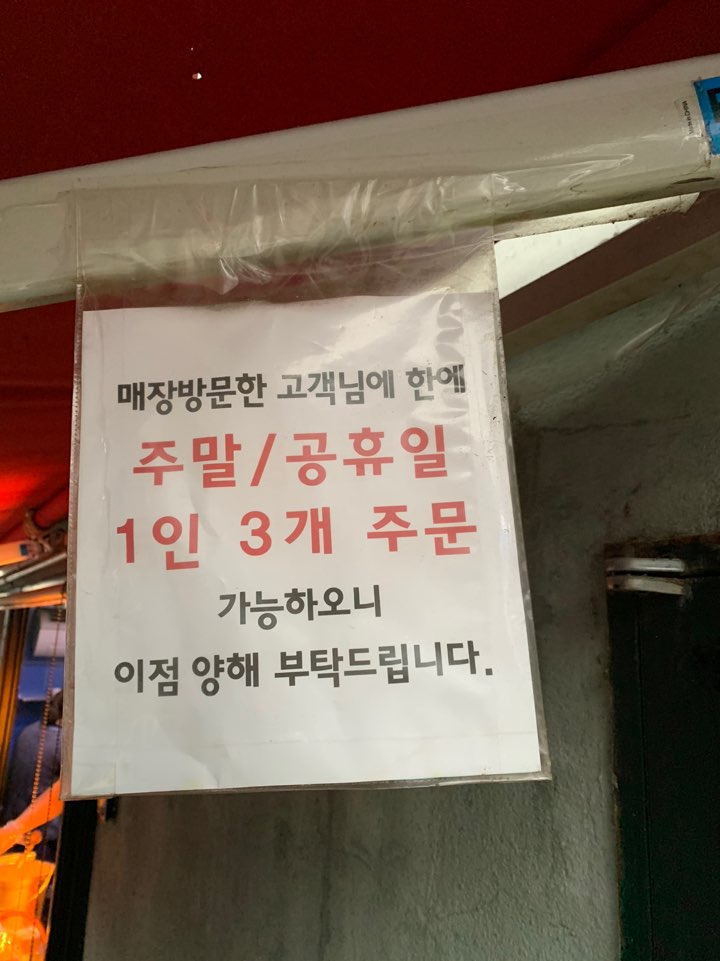 매장방문한 고객님에 한에
주말/공휴일
1인 3개 주문
가능하오니
이점 양해 부탁드립니다.